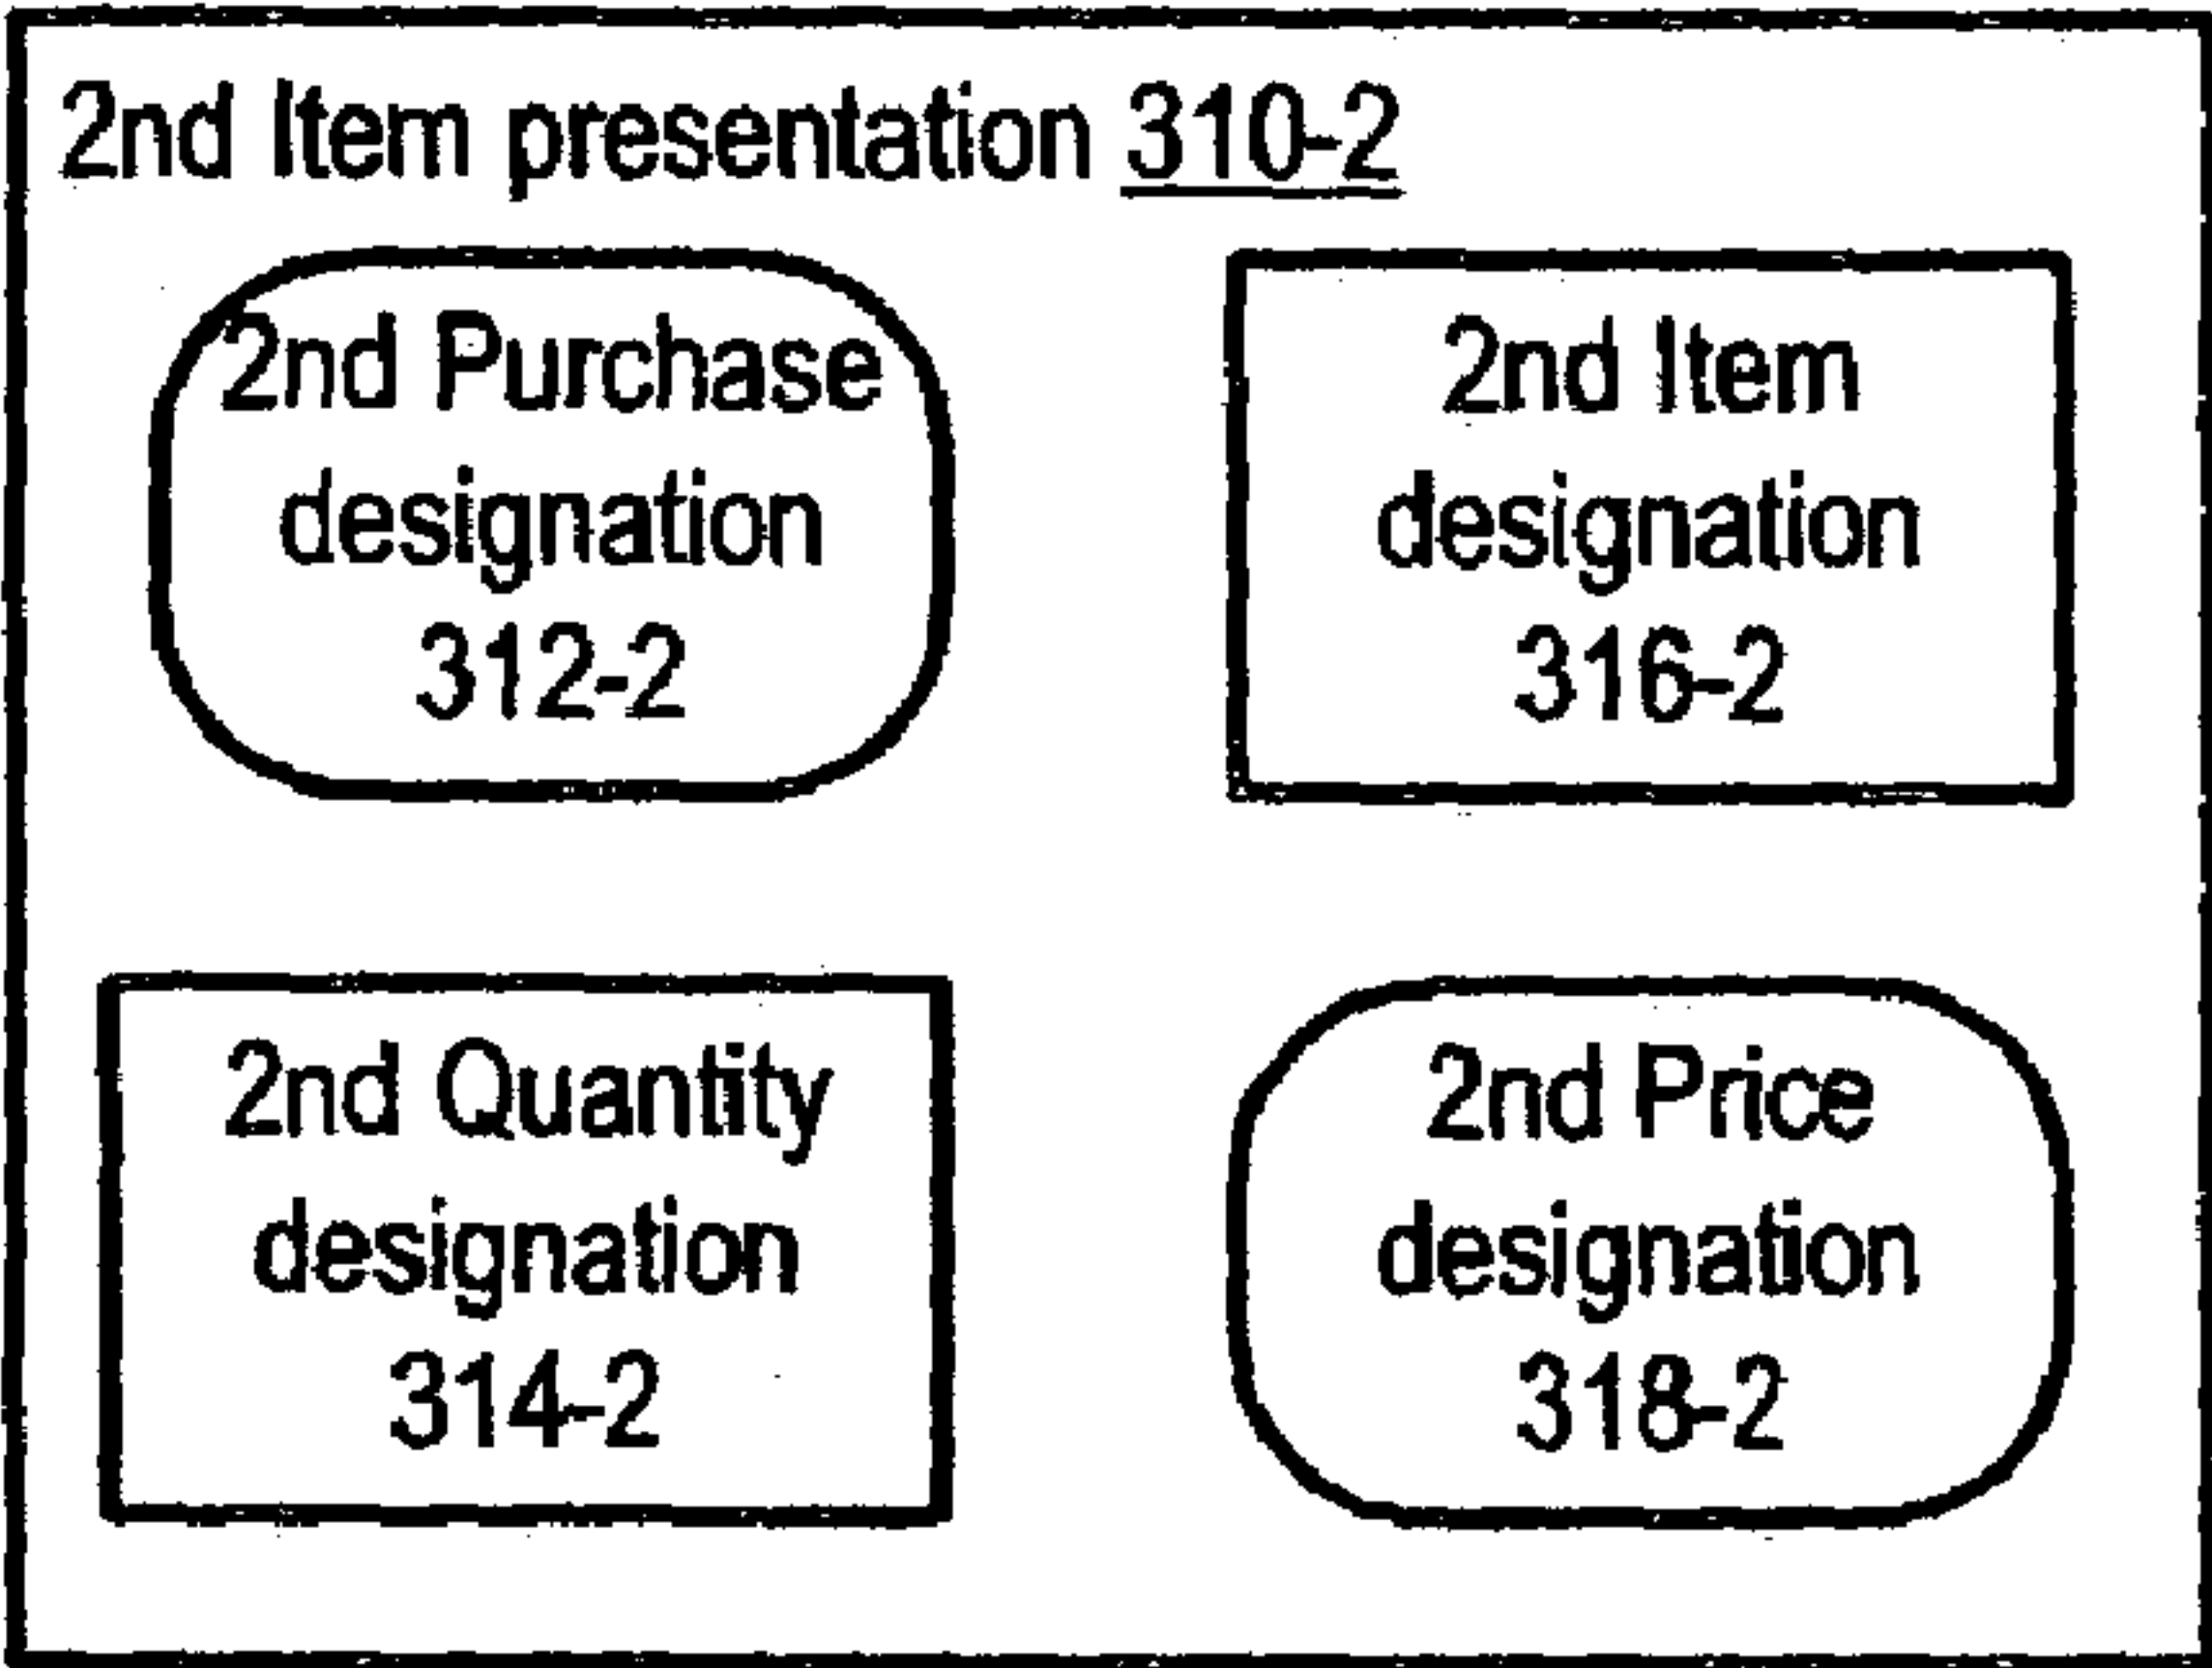 2nd Item presentation 310-2
2nd Purchase
designation
312-2
2nd Item
designation
316-2
2nd Quantity
designation
314-2
2nd Price
designation
318-2